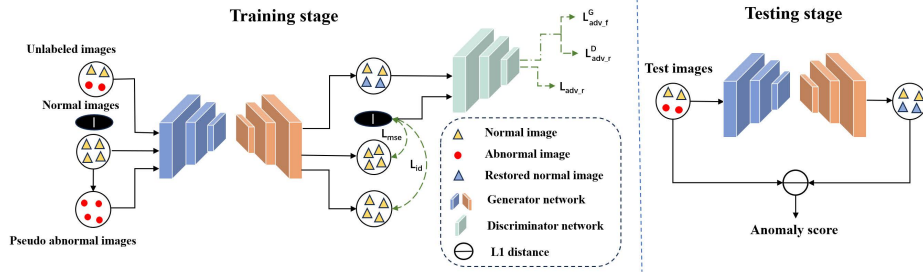 Training stage
Unlabeled images
Normal images
I
Pseudo abnormal images
I
L_mse
L_id
L^G_adv_f
L^D_adv_r
L_adv_r
Normal image
Abnormal image
Restored normal image
Generator network
Discriminator network
L1 distance
Testing stage
Test images
Anomaly score